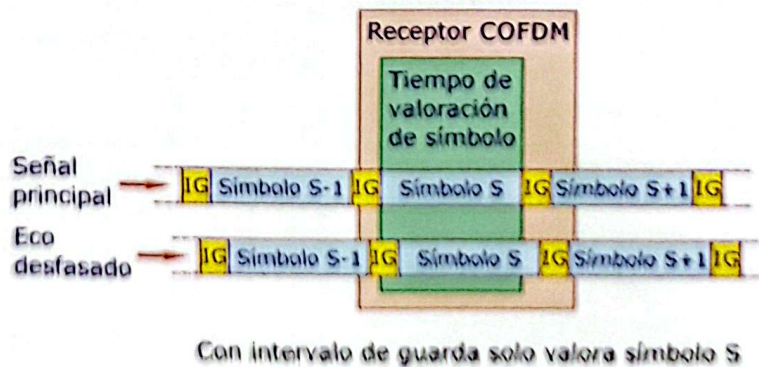 Receptor COFDM
Tiempo de
valoración
de símbolo
Señal
principal
IG Símbolo S-1 IG Símbolo S IG Símbolo S+1 IG
Eco
desfasado
IG Símbolo S-1 IG Símbolo S IG Símbolo S+1 IG
Con intervalo de guarda solo valora símbolo S